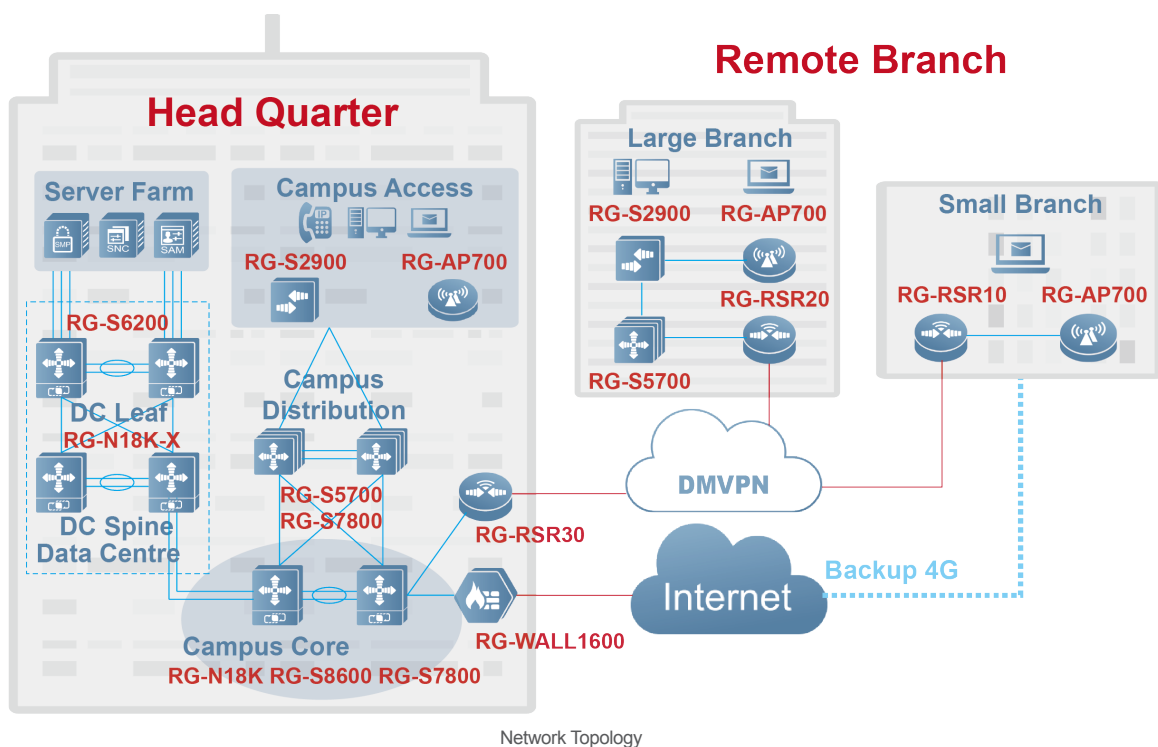 Remote Branch
Head Quarter
Server Farm
SMP
SNC
SAM
Campus Access
IP
RG-S2900
RG-AP700
RG-S6200
DC Leaf
RG-N18K-X
DC Spine
Data Centre
Campus
Distribution
RG-S5700
RG-S7800
RG-RSR30
RG-WALL1600
Campus Core
RG-N18K RG-S8600 RG-S7800
Large Branch
RG-S2900
RG-AP700
RG-RSR20
RG-S5700
Small Branch
RG-RSR10
RG-AP700
DMVPN
Internet
Backup 4G
Network Topology